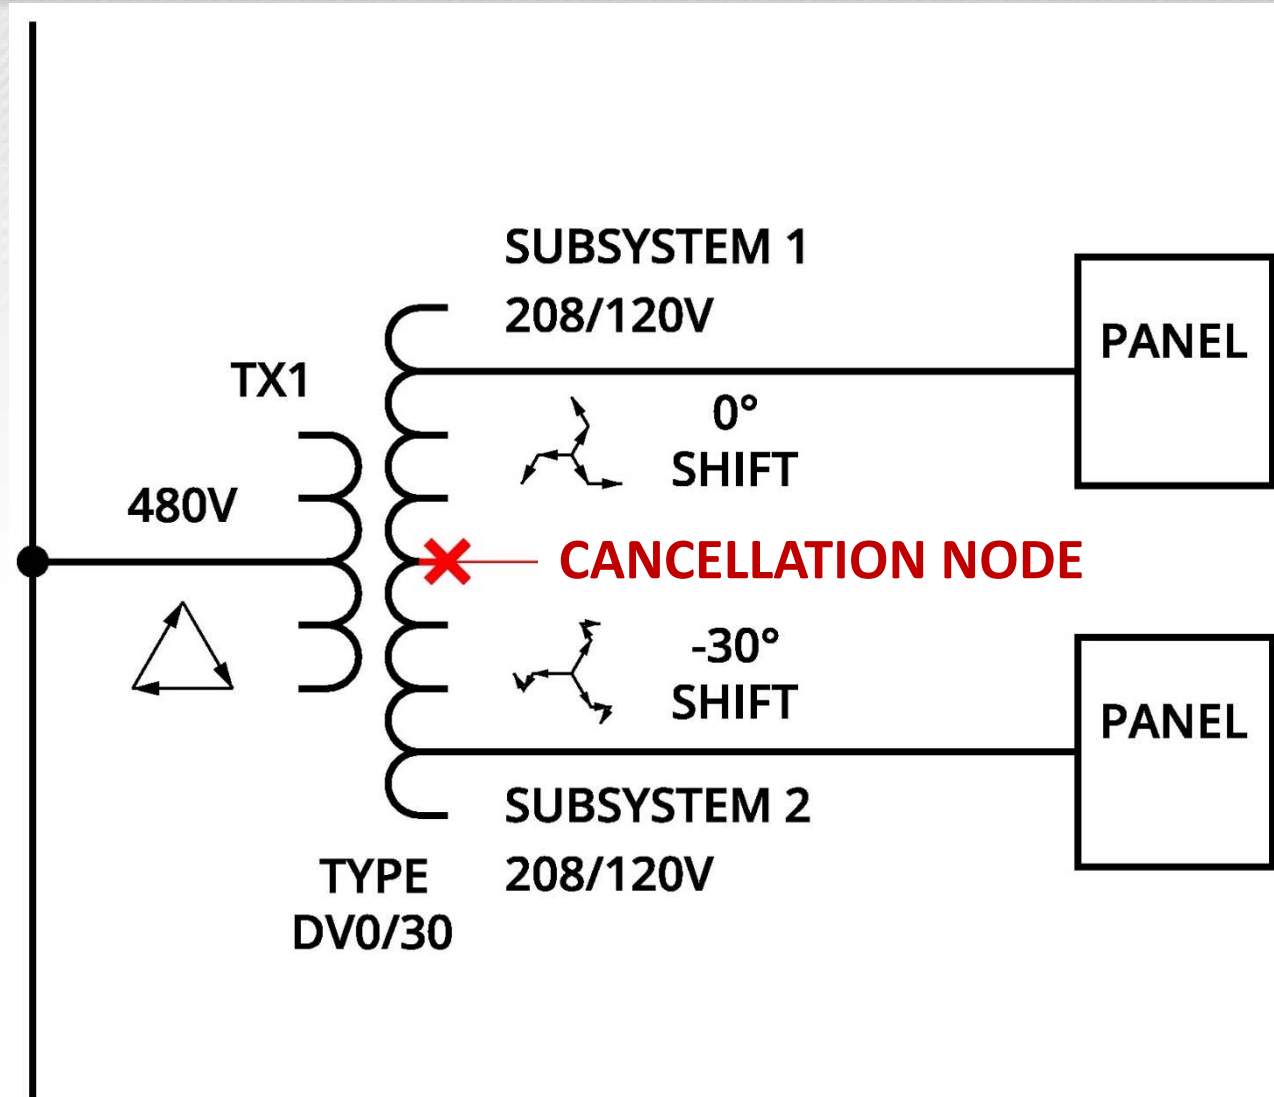 SUBSYSTEM 1
208/120V
PANEL
TX1
0°
SHIFT
480V
CANCELLATION NODE
-30°
SHIFT
PANEL
SUBSYSTEM 2
208/120V
TYPE
DV0/30